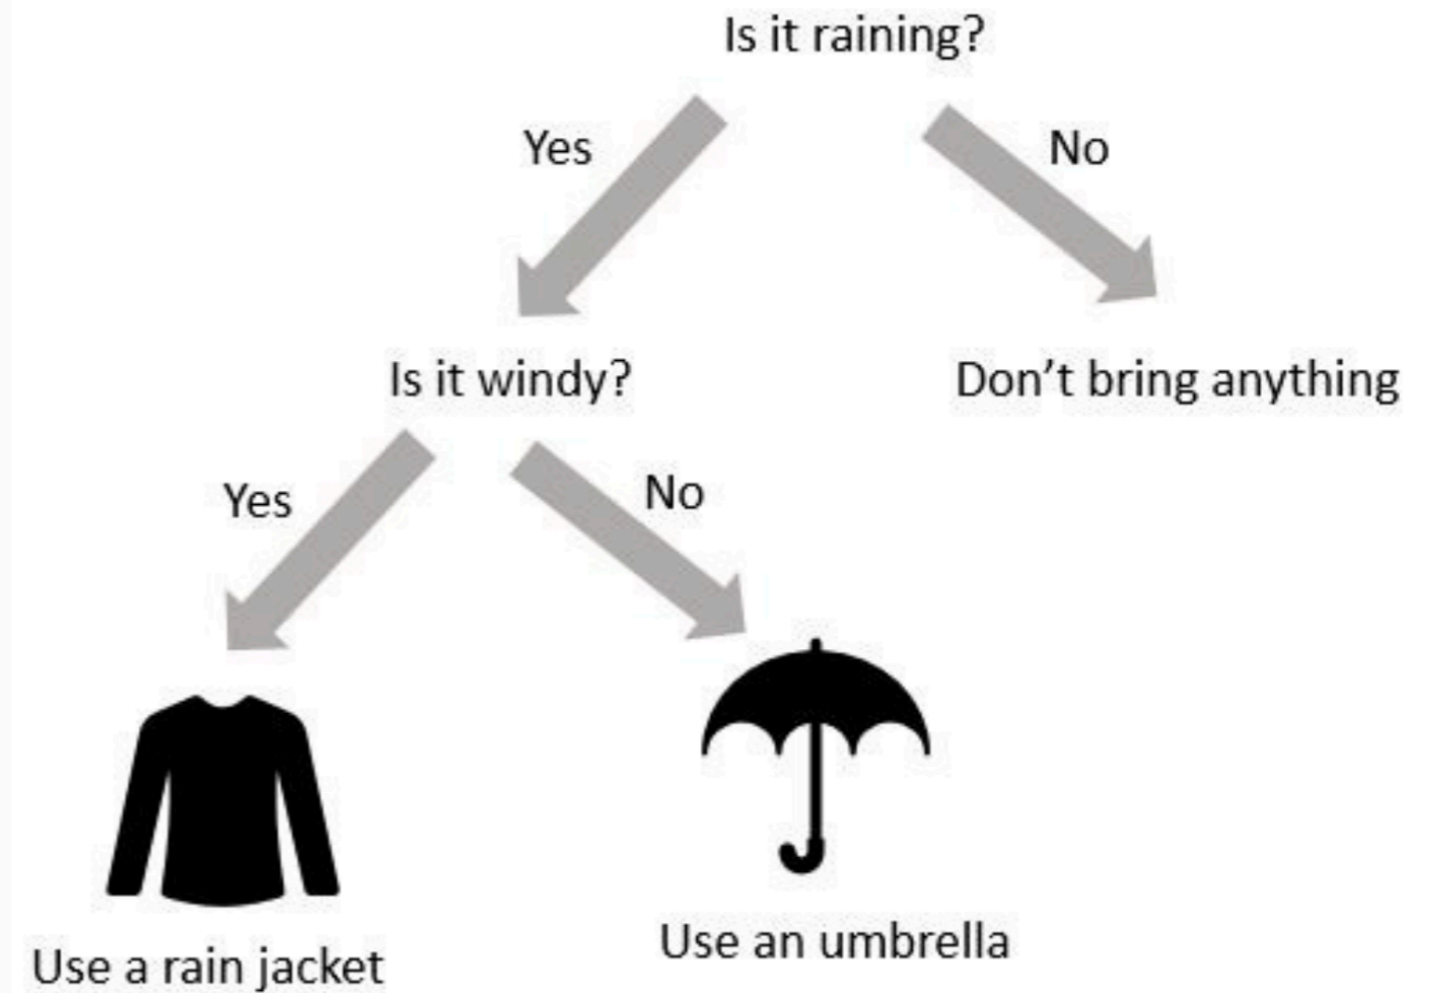 Is it raining?
Yes
No
Is it windy?
Don’t bring anything
Yes
No
Use a rain jacket
Use an umbrella